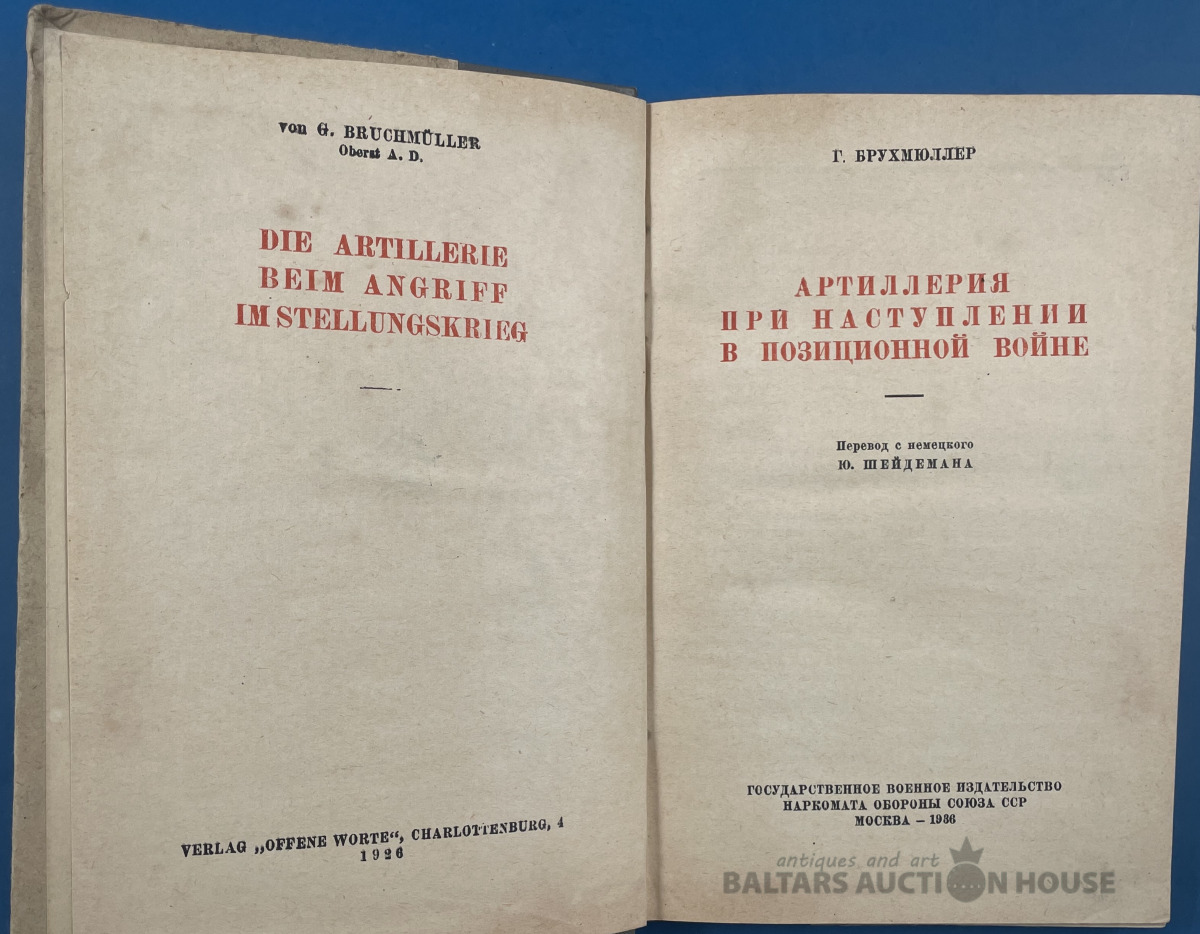 von G. BRUCHMÜLLER
Oberst A. D.
DIE ARTILLERIE
BEIM ANGRIFF
IM STELLUNGSKRIEG
VERLAG „OFFENE WORTE“, CHARLOTTENBURG, 4
1926
Г. БРУХМЮЛЛЕР
АРТИЛЛЕРИЯ
ПРИ НАСТУПЛЕНИИ
В ПОЗИЦИОННОЙ ВОЙНЕ
Перевод с немецкого
Ю. ШЕЙДЕМАНА
ГОСУДАРСТВЕННОЕ ВОЕННОЕ ИЗДАТЕЛЬСТВО
НАРКОМАТА ОБОРОНЫ СОЮЗА ССР
МОСКВА — 1936
antiques and art
BALTARS AUCTION HOUSE